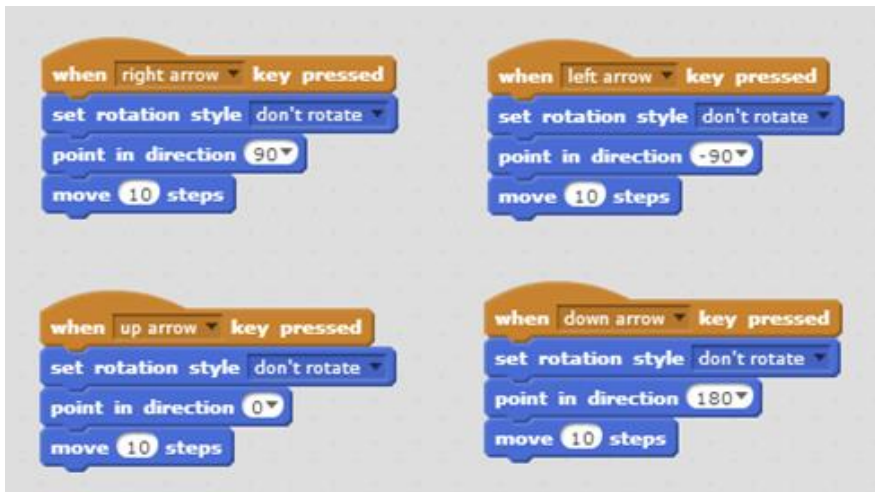 when right arrow key pressed
set rotation style don't rotate
point in direction 90
move 10 steps
when left arrow key pressed
set rotation style don't rotate
point in direction -90
move 10 steps
when up arrow key pressed
set rotation style don't rotate
point in direction 0
move 10 steps
when down arrow key pressed
set rotation style don't rotate
point in direction 180
move 10 steps